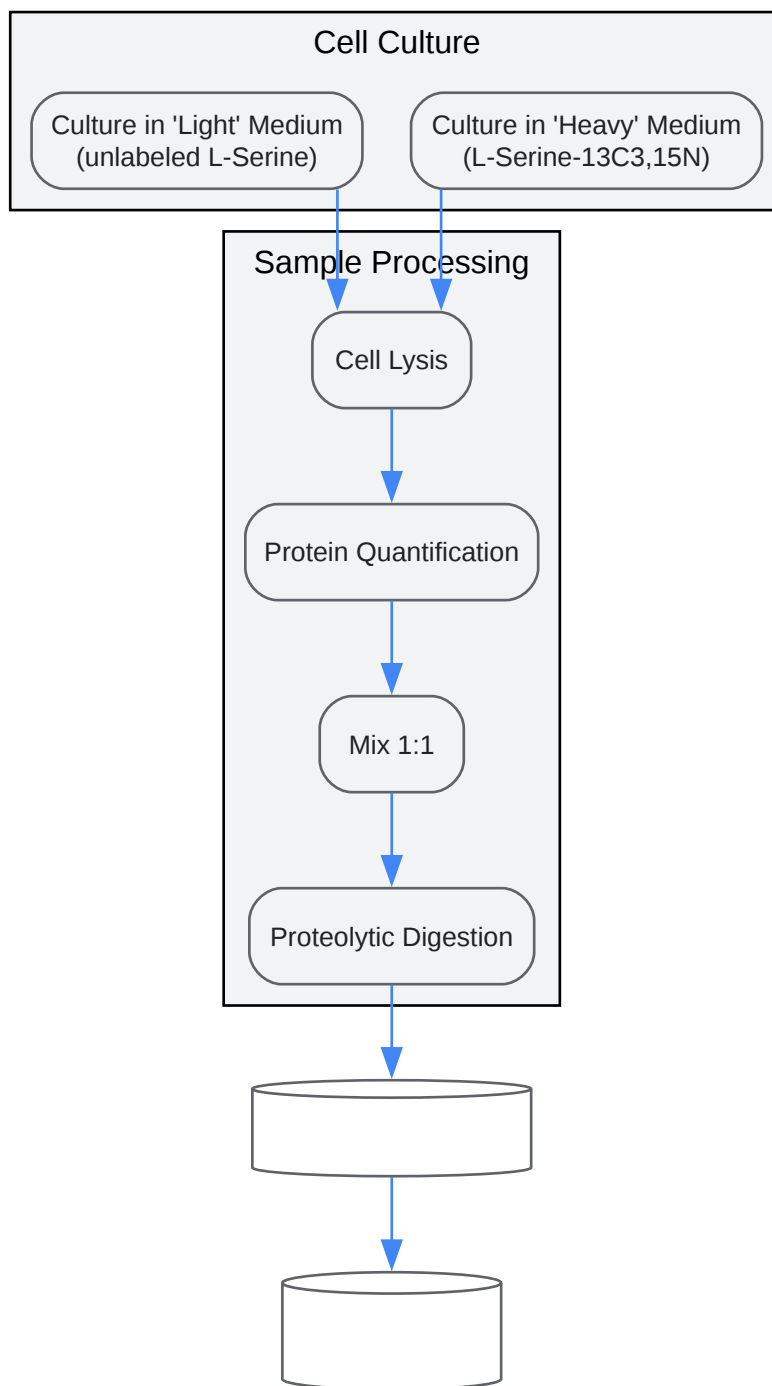 Cell Culture
Culture in 'Light' Medium
(unlabeled L-Serine)
Culture in 'Heavy' Medium
(L-Serine-13C3,15N)
Sample Processing
Cell Lysis
Protein Quantification
Mix 1:1
Proteolytic Digestion